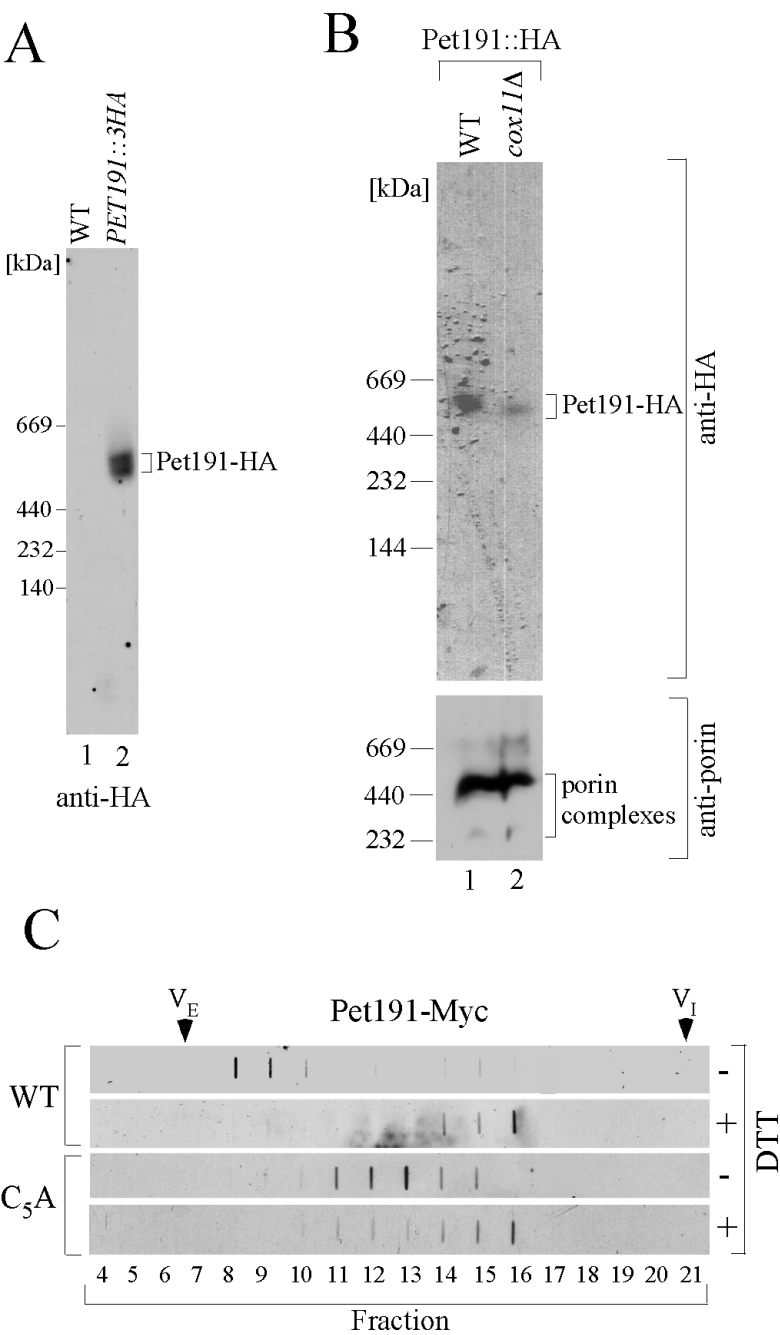 A
WT
PET191::3HA
[kDa]
669
440
232
140
Pet191-HA
1 2
anti-HA
B
Pet191::HA
WT
cox11Δ
[kDa]
669
440
232
144
Pet191-HA
anti-HA
669
440
232
porin
complexes
anti-porin
1 2
C
VE
Pet191-Myc
VI
WT
-
+
C5A
-
+
DTT
4 5 6 7 8 9 10 11 12 13 14 15 16 17 18 19 20 21
Fraction